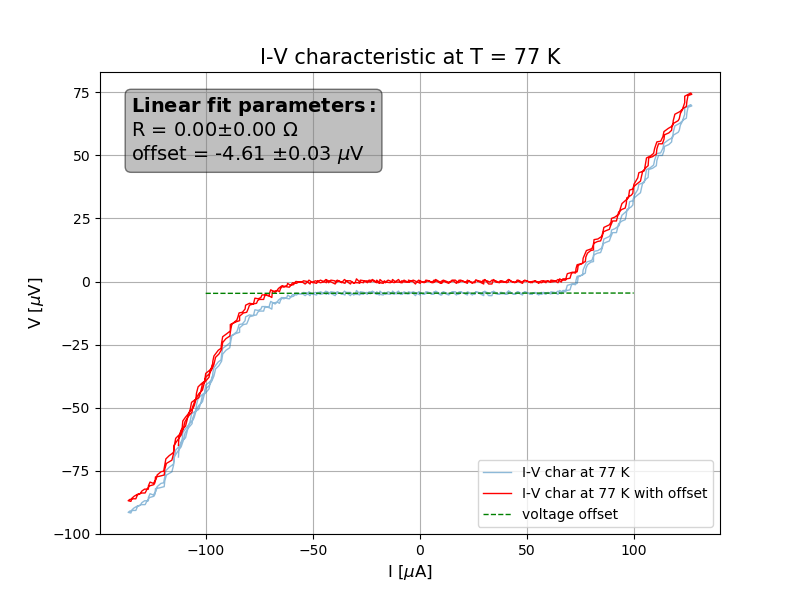 I-V characteristic at T = 77 K
Linear fit parameters:
R = 0.00±0.00 Ω
offset = -4.61 ±0.03 μV
75
50
25
0
−25
−50
−75
−100
V [μV]
−100
−50
0
50
100
I [μA]
I-V char at 77 K
I-V char at 77 K with offset
voltage offset